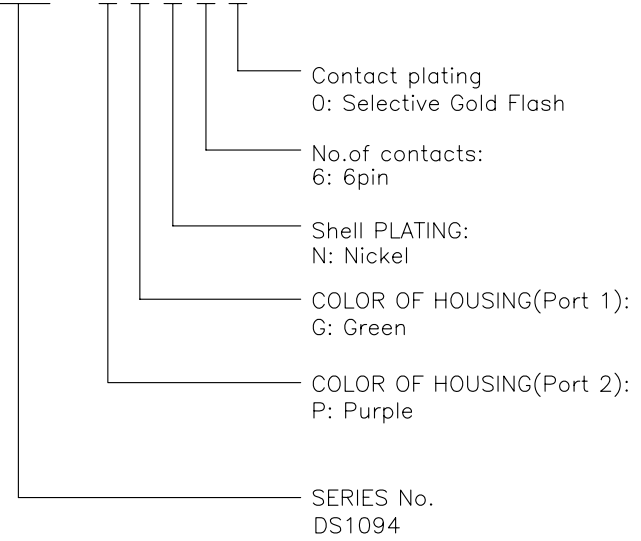 Contact plating
0: Selective Gold Flash
No.of contacts:
6: 6pin
Shell PLATING:
N: Nickel
COLOR OF HOUSING(Port 1):
G: Green
COLOR OF HOUSING(Port 2):
P: Purple
SERIES No.
DS1094